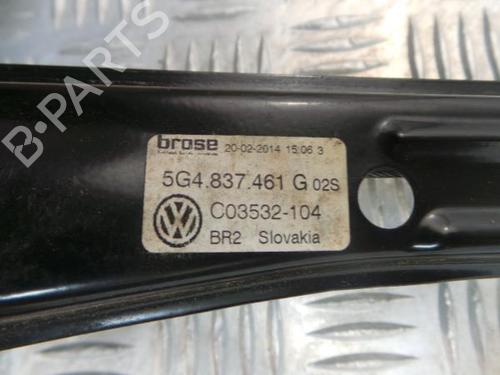 B-PARTS
brose 20-02-2014 15:06 3
5G4.837.461 G 02S
C03532-104
BR2 Slovakia